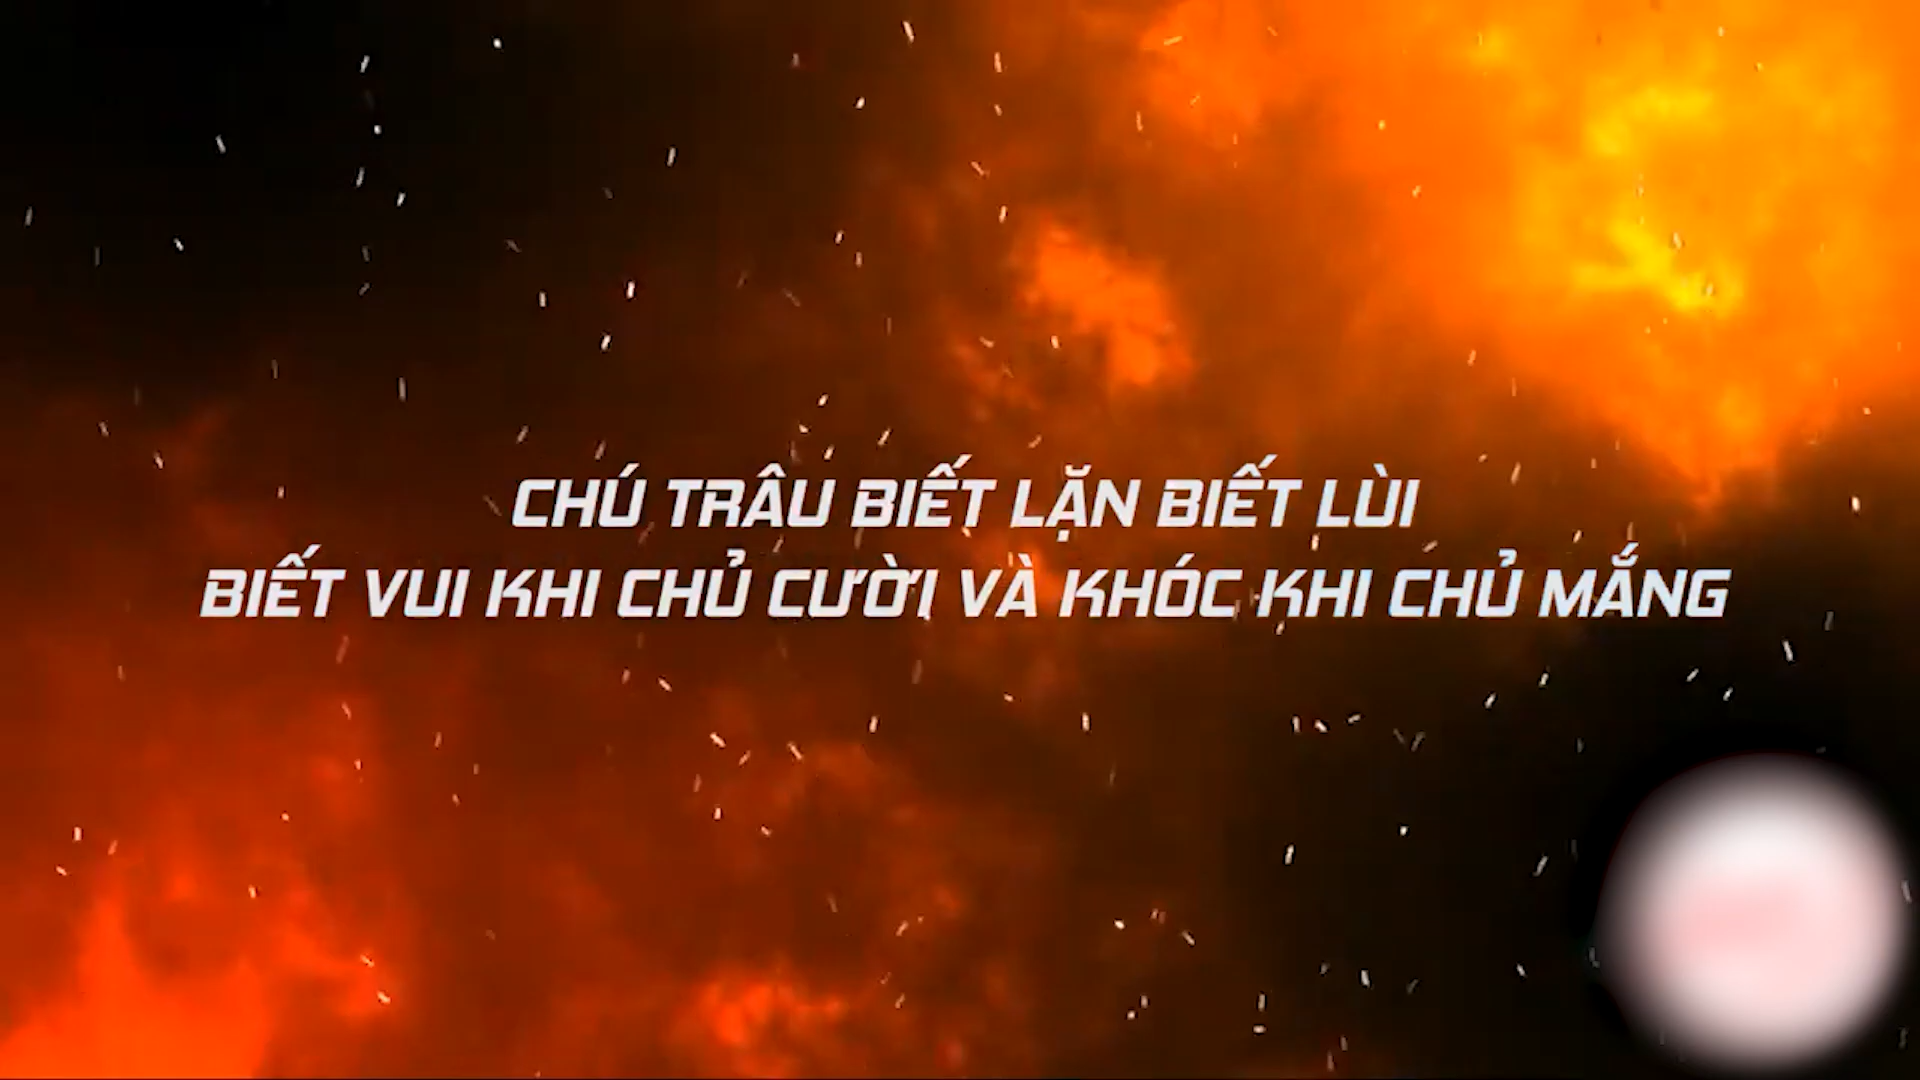 CHÚ TRÂU BIẾT LẶN BIẾT LÙI
BIẾT VUI KHI CHỦ CƯỜI VÀ KHÓC KHI CHỦ MẮNG